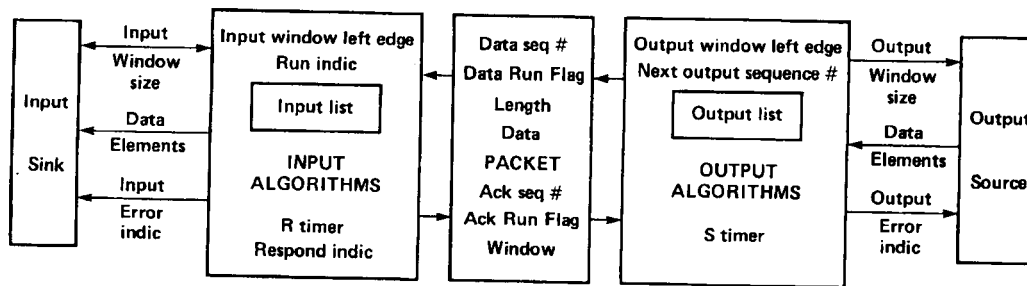 Input
Sink
Input
Window
size
Data
Elements
Input
Error
indic
Input window left edge
Run indic
Input list
INPUT
ALGORITHMS
R timer
Respond indic
Data seq #
Data Run Flag
Length
Data
PACKET
Ack seq #
Ack Run Flag
Window
Output window left edge
Next output sequence #
Output list
OUTPUT
ALGORITHMS
S timer
Output
Window
size
Data
Elements
Output
Error
indic
Output
Source